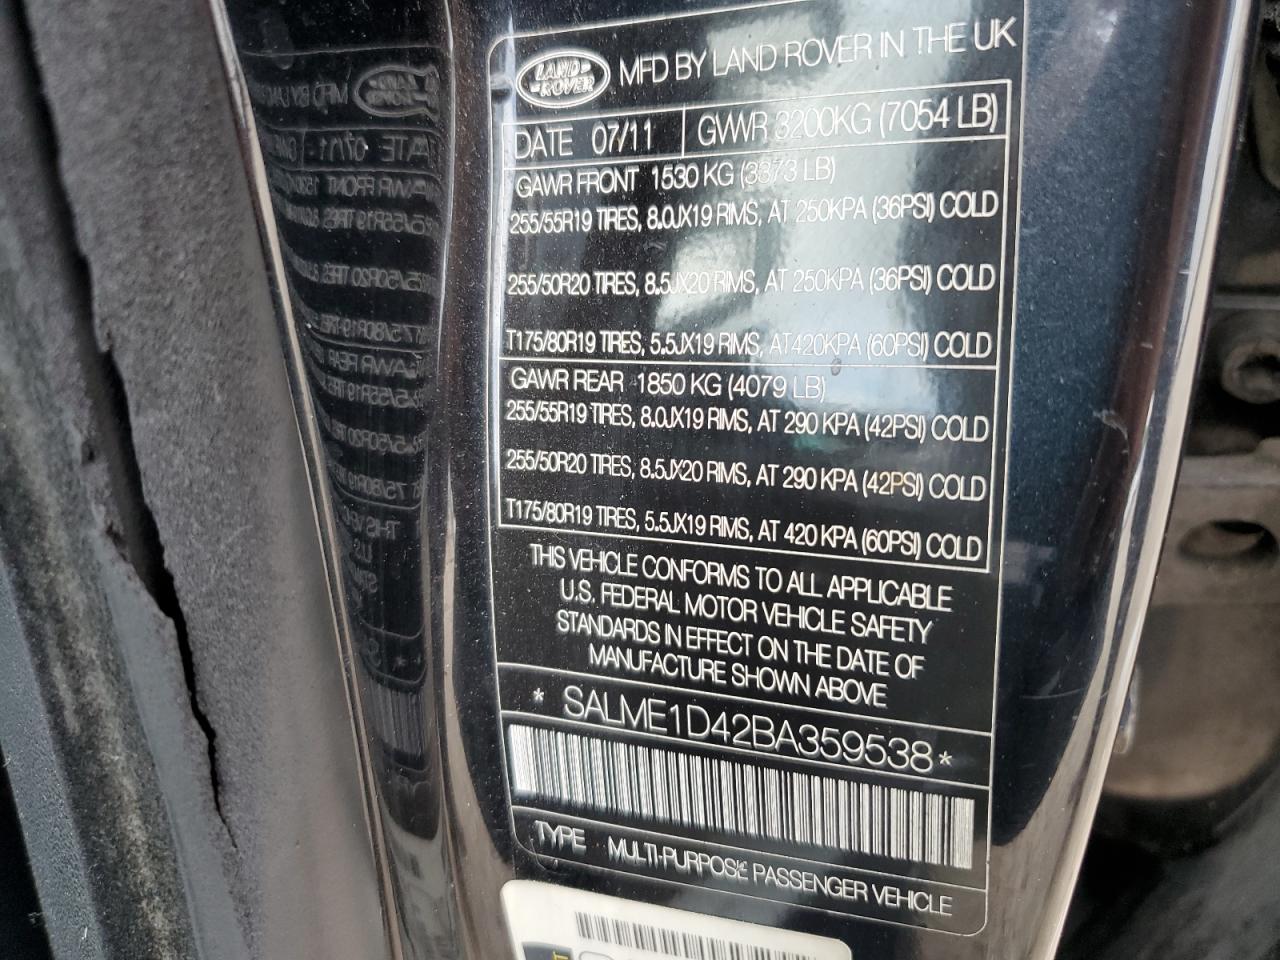 LAND ROVER MFD BY LAND ROVER IN THE UK
DATE 07/11 GVWR 3200KG (7054 LB)
GAWR FRONT 1530 KG (3373 LB)
255/55R19 TIRES, 8.0JX19 RIMS, AT 250KPA (36PSI) COLD
255/50R20 TIRES, 8.5JX20 RIMS, AT 250KPA (36PSI) COLD
T175/80R19 TIRES, 5.5JX19 RIMS, AT 420KPA (60PSI) COLD
GAWR REAR 1850 KG (4079 LB)
255/55R19 TIRES, 8.0JX19 RIMS, AT 290 KPA (42PSI) COLD
255/50R20 TIRES, 8.5JX20 RIMS, AT 290 KPA (42PSI) COLD
T175/80R19 TIRES, 5.5JX19 RIMS, AT 420 KPA (60PSI) COLD
THIS VEHICLE CONFORMS TO ALL APPLICABLE
U.S. FEDERAL MOTOR VEHICLE SAFETY
STANDARDS IN EFFECT ON THE DATE OF
MANUFACTURE SHOWN ABOVE
* SALME1D42BA359538 *
TYPE MULTI-PURPOSE PASSENGER VEHICLE